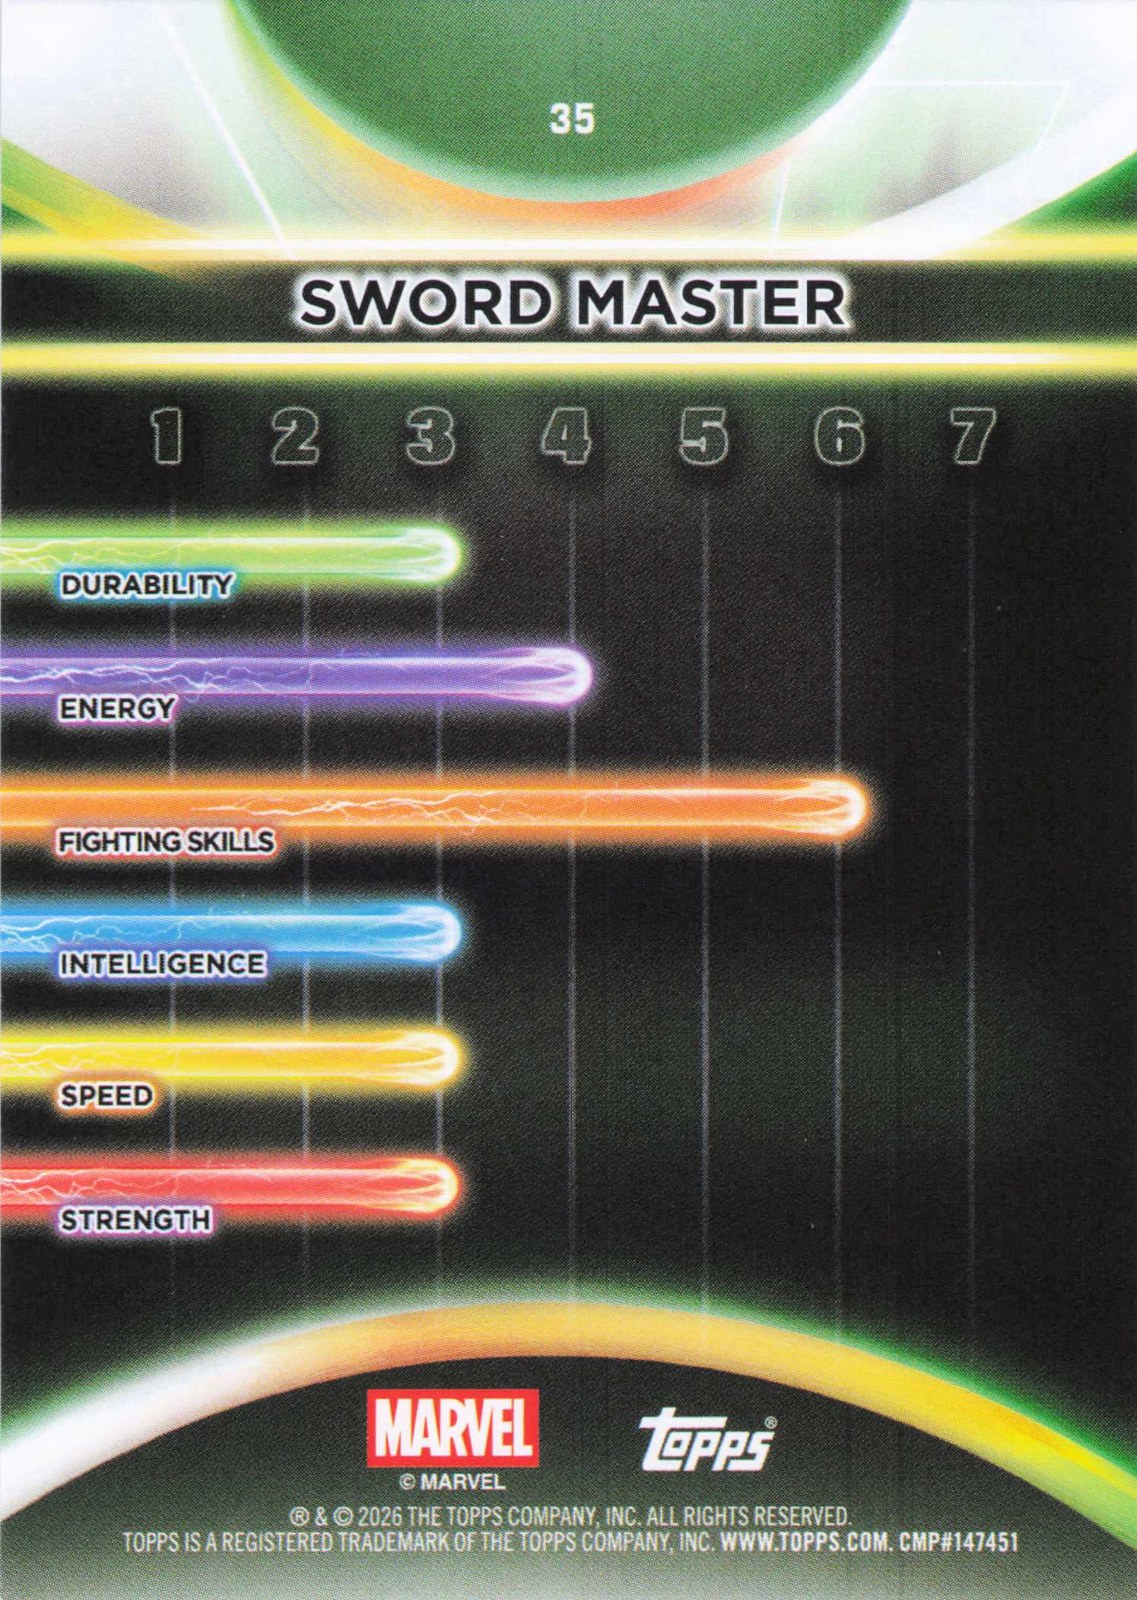 35
SWORD MASTER
1 2 3 4 5 6 7
DURABILITY
ENERGY
FIGHTING SKILLS
INTELLIGENCE
SPEED
STRENGTH
MARVEL
© MARVEL
Topps®
® & © 2026 THE TOPPS COMPANY, INC. ALL RIGHTS RESERVED.
TOPPS IS A REGISTERED TRADEMARK OF THE TOPPS COMPANY, INC. WWW.TOPPS.COM. CMP#147451